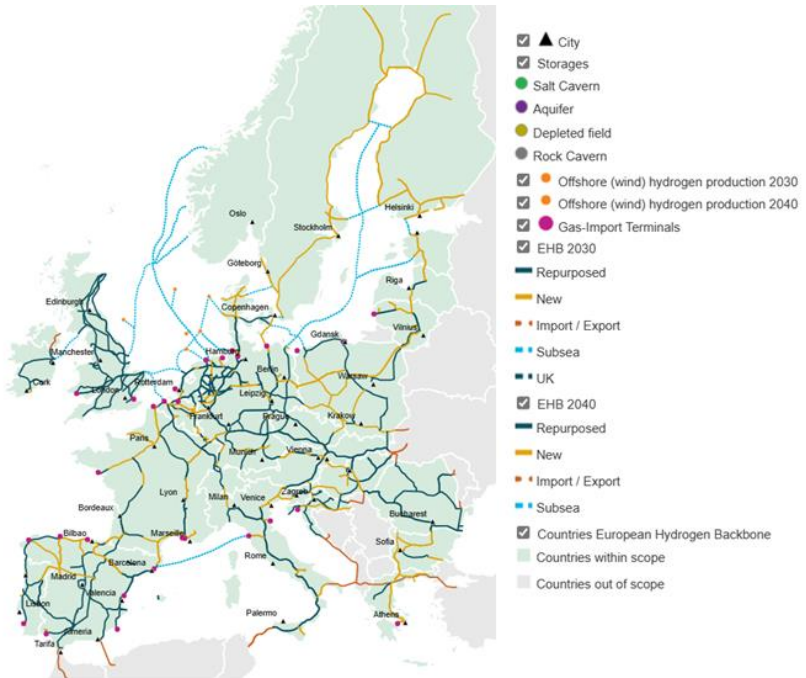 Oslo
Helsinki
Stockholm
Göteborg
Riga
Copenhagen
Edinburgh
Vilnius
Gdansk
Hamburg
Manchester
Berlin
Cork
Rotterdam
Warsaw
London
Leipzig
Frankfurt
Prague
Krakow
Paris
Munich
Vienna
Lyon
Milan
Venice
Zagreb
Bordeaux
Bucharest
Bilbao
Marseille
Sofia
Rome
Barcelona
Madrid
Valencia
Lisbon
Palermo
Athens
Almeria
Tarifa
City
Storages
Salt Cavern
Aquifer
Depleted field
Rock Cavern
Offshore (wind) hydrogen production 2030
Offshore (wind) hydrogen production 2040
Gas-Import Terminals
EHB 2030
Repurposed
New
Import / Export
Subsea
UK
EHB 2040
Repurposed
New
Import / Export
Subsea
Countries European Hydrogen Backbone
Countries within scope
Countries out of scope